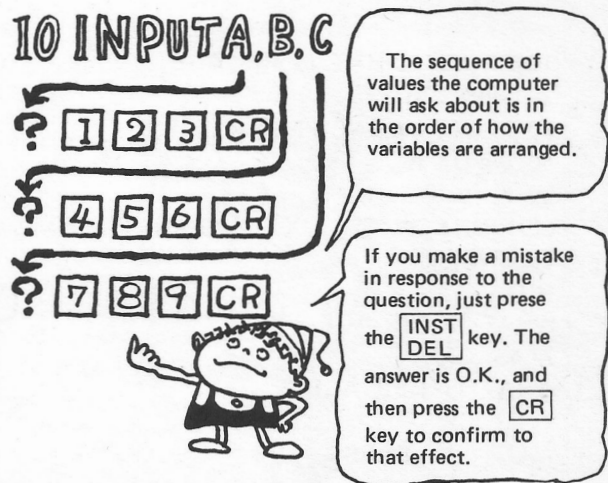 10 INPUTA,B,C
? 1 2 3 CR
? 4 5 6 CR
? 7 8 9 CR
The sequence of
values the computer
will ask about is in
the order of how the
variables are arranged.
If you make a mistake
in response to the
question, just prese
the INST DEL key. The
answer is O.K., and
then press the CR
key to confirm to
that effect.